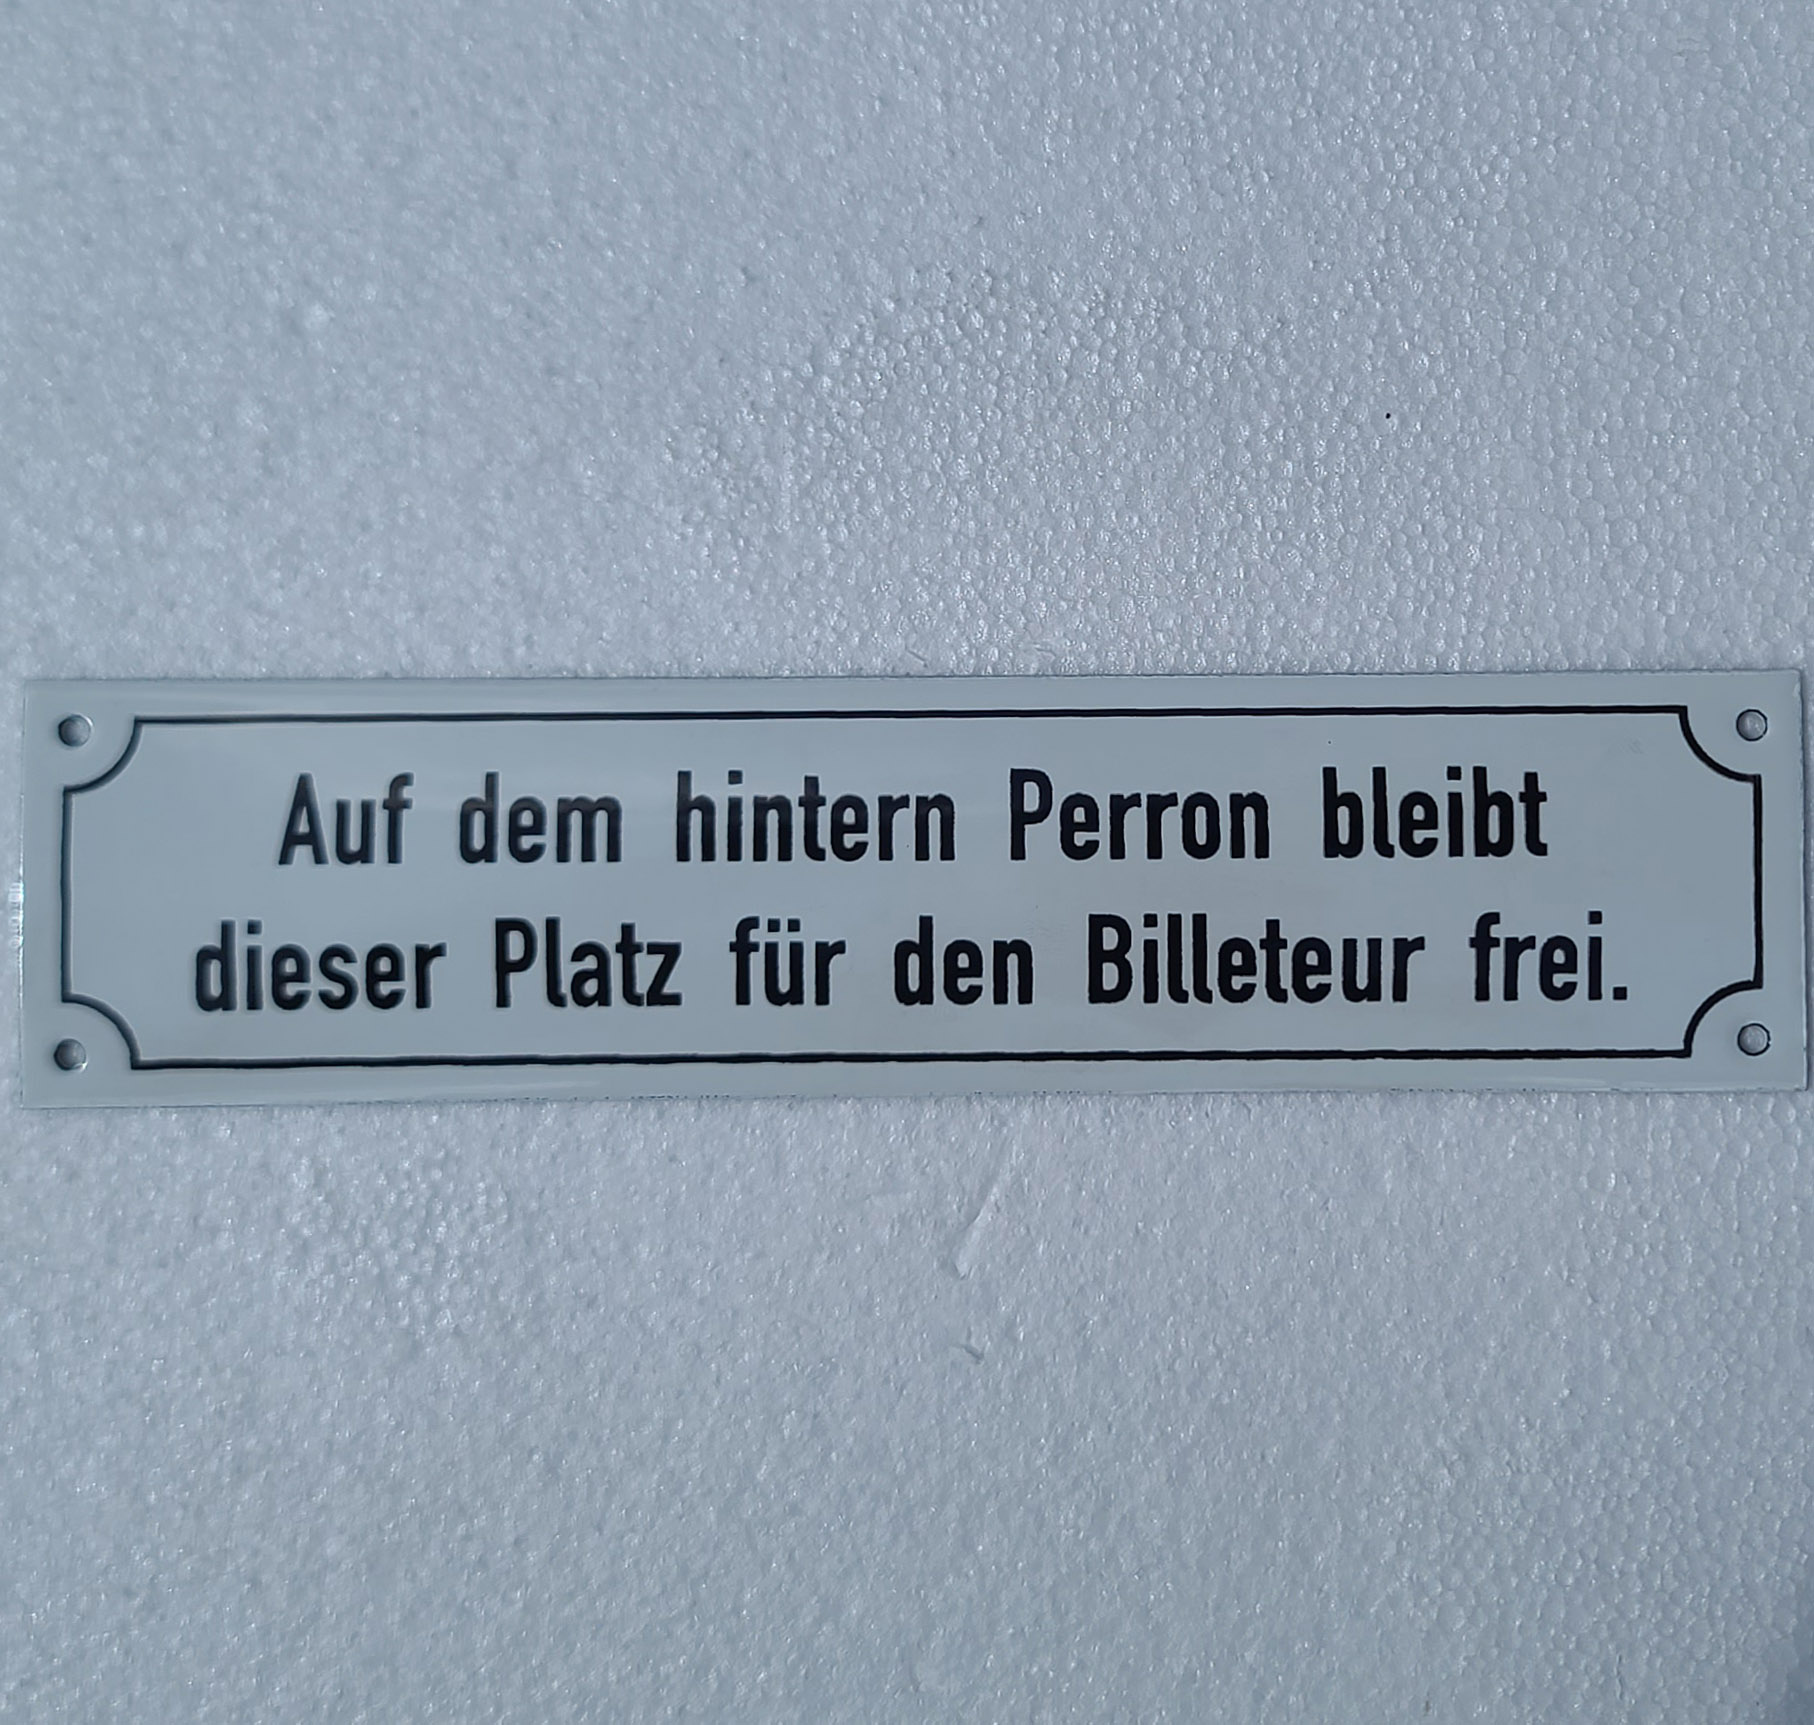 Auf dem hintern Perron bleibt
dieser Platz für den Billeteur frei.